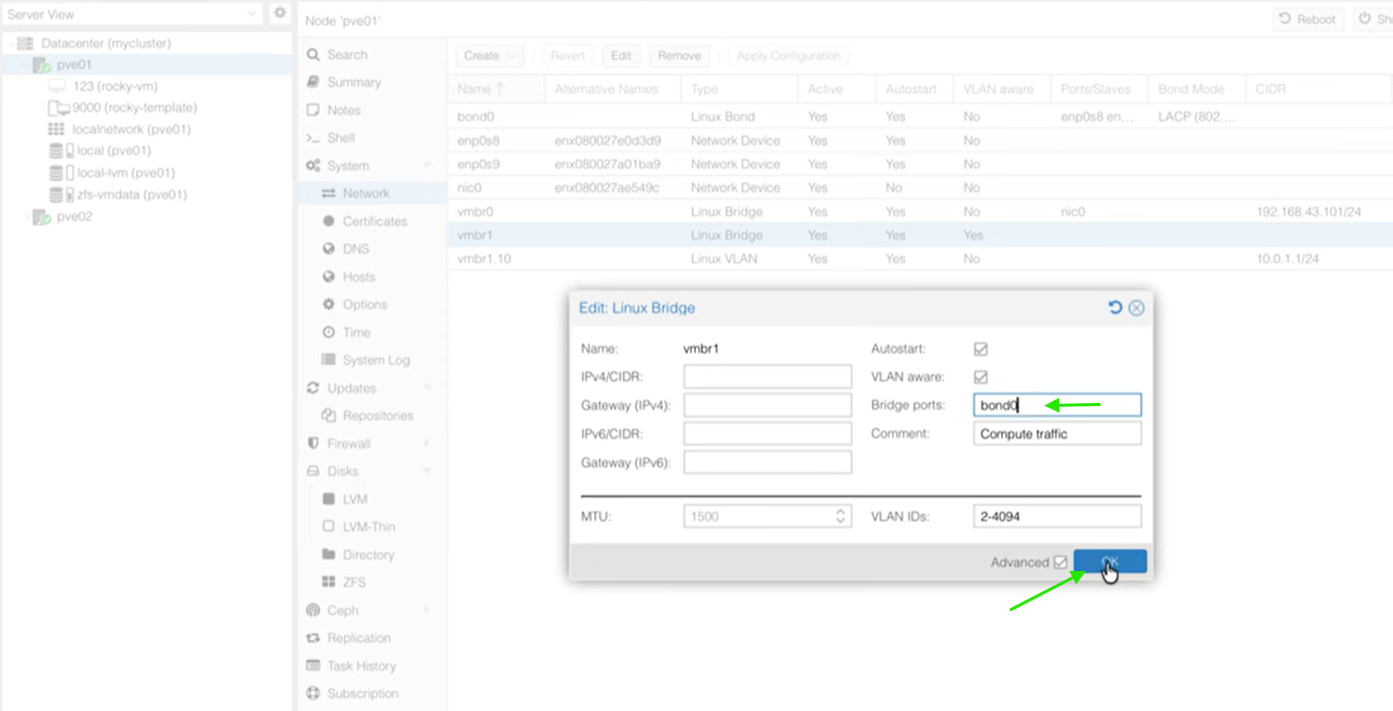 Server View
Datacenter (mycluster)
pve01
123 (rocky-vm)
9000 (rocky-template)
localnetwork (pve01)
local (pve01)
local-lvm (pve01)
zfs-vmdata (pve01)
pve02
Node 'pve01'
Reboot
Search
Summary
Notes
Shell
System
Network
Certificates
DNS
Hosts
Options
Time
System Log
Updates
Repositories
Firewall
Disks
LVM
LVM-Thin
Directory
ZFS
Ceph
Replication
Task History
Subscription
Create Revert Edit Remove Apply Configuration
Name Alternative Names Type Active Autostart VLAN aware Ports/Slaves Bond Mode CIDR
bond0 Linux Bond Yes Yes No enp0s8 en... LACP (802....
enp0s8 enx080027e0d3d9 Network Device Yes Yes No
enp0s9 enx080027a01ba9 Network Device Yes Yes No
nic0 enx080027ae549c Network Device Yes No No
vmbr0 Linux Bridge Yes Yes No nic0 192.168.43.101/24
vmbr1 Linux Bridge Yes Yes Yes
vmbr1.10 Linux VLAN Yes Yes No 10.0.1.1/24
Edit: Linux Bridge
Name: vmbr1 Autostart:
IPv4/CIDR: VLAN aware:
Gateway (IPv4): Bridge ports: bond0
IPv6/CIDR: Comment: Compute traffic
Gateway (IPv6):
MTU: 1500 VLAN IDs: 2-4094
Advanced OK